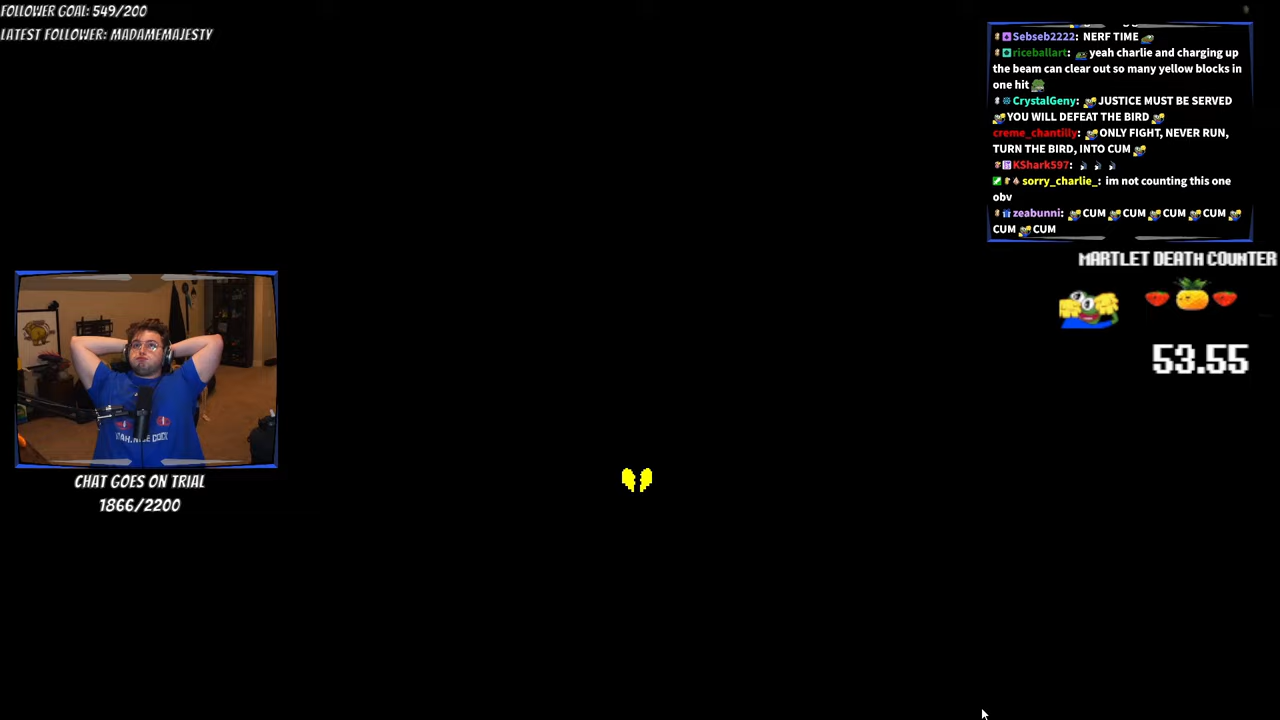 FOLLOWER GOAL: 549/200
LATEST FOLLOWER: MADAMEMAJESTY
Sebseb2222: NERF TIME
riceballart: yeah charlie and charging up
the beam can clear out so many yellow blocks in
one hit
CrystalGeny: JUSTICE MUST BE SERVED
YOU WILL DEFEAT THE BIRD
creme_chantilly: ONLY FIGHT, NEVER RUN,
TURN THE BIRD, INTO CUM
KShark597:
sorry_charlie_: im not counting this one
obv
zeabunni: CUM CUM CUM CUM
CUM CUM
MARTLET DEATH COUNTER
53.55
CHAT GOES ON TRIAL
1866/2200